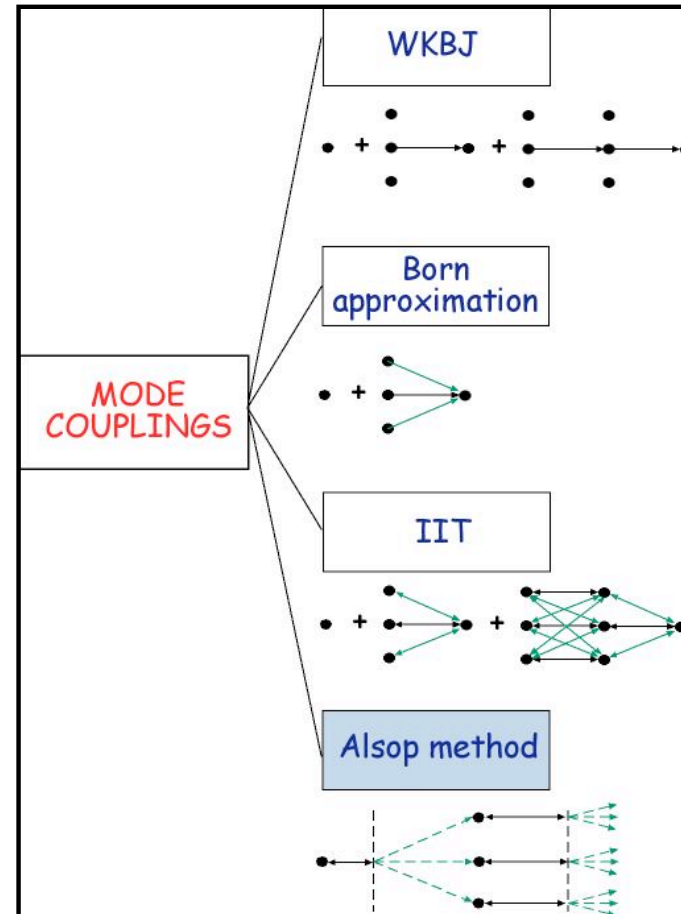 WKBJ
+ +
Born
approximation
+
MODE
COUPLINGS
IIT
+ +
Alsop method